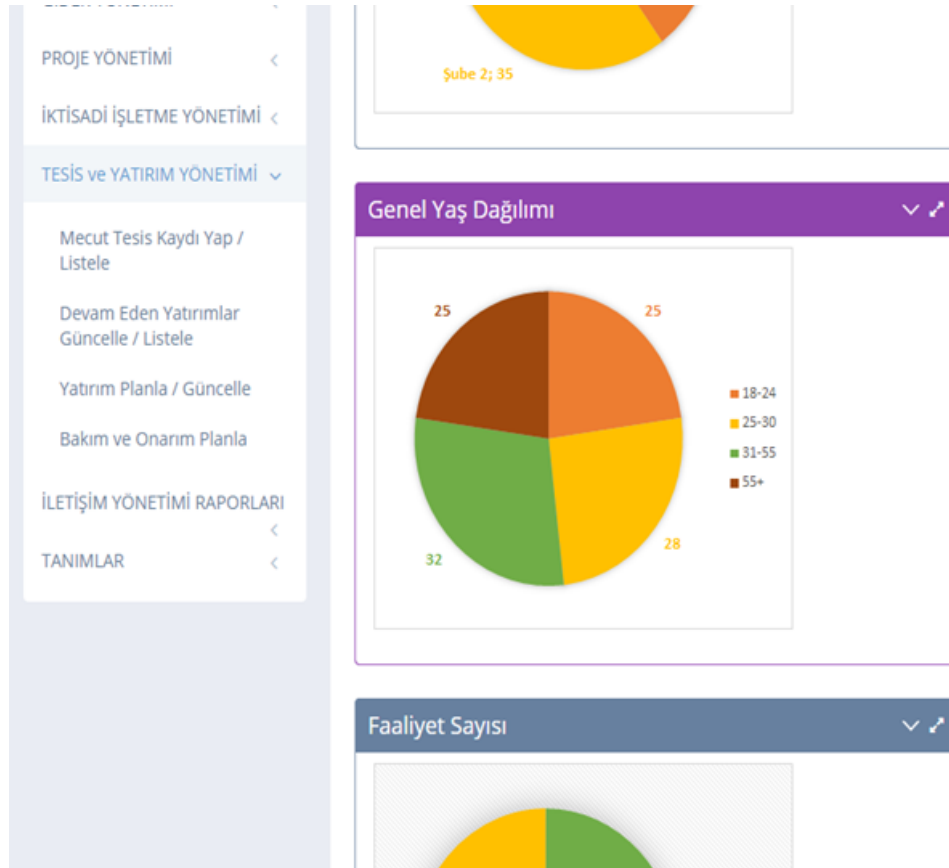 PROJE YÖNETİMİ
İKTİSADİ İŞLETME YÖNETİMİ
TESİS ve YATIRIM YÖNETİMİ
Mecut Tesis Kaydı Yap /
Listele
Devam Eden Yatırımlar
Güncelle / Listele
Yatırım Planla / Güncelle
Bakım ve Onarım Planla
İLETİŞİM YÖNETİMİ RAPORLARI
TANIMLAR
Şube 2; 35
Genel Yaş Dağılımı
25
25
18-24
25-30
31-55
55+
28
32
Faaliyet Sayısı